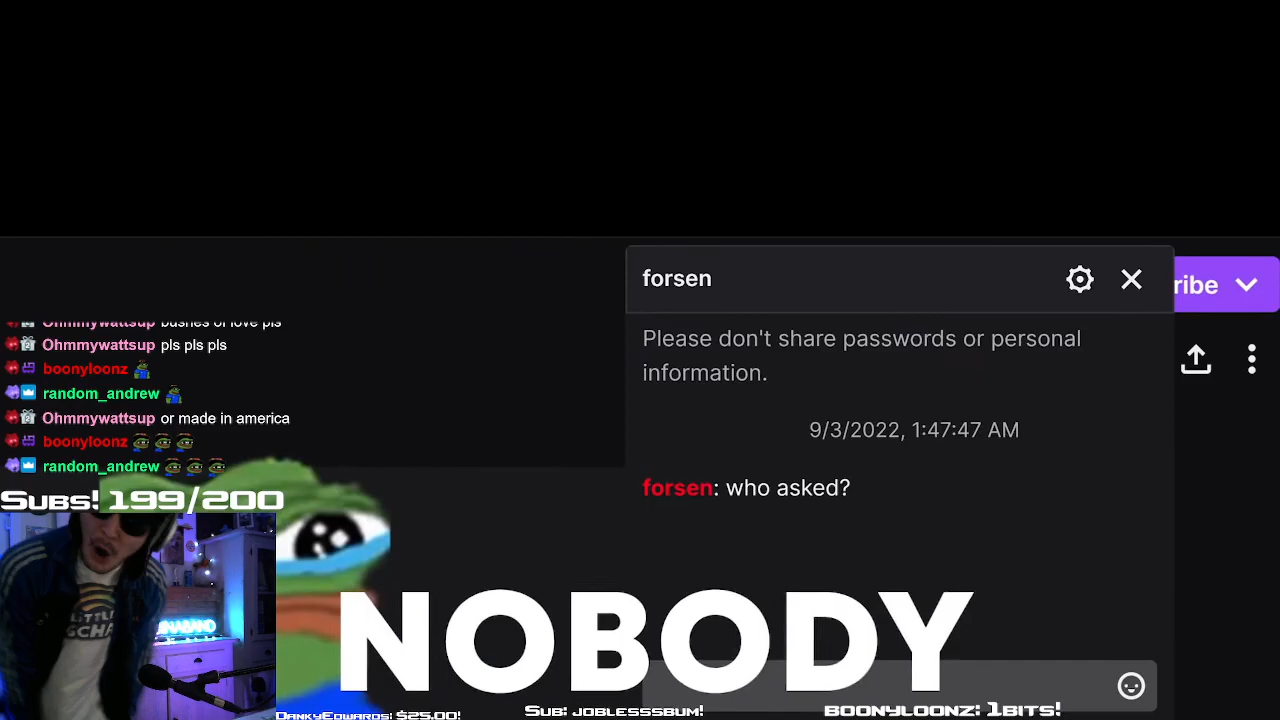 forsen
ribe
Please don't share passwords or personal
information.
9/3/2022, 1:47:47 AM
forsen: who asked?
Ohmmywattsup bushes of love pls
Ohmmywattsup pls pls pls
boonyloonz
random_andrew
Ohmmywattsup or made in america
boonyloonz
random_andrew
Subs! 199/200
LITTLE
NOBODY
DankyEdwards: $25.00!
Sub: joblesssbum!
boonyloonz: 1bits!